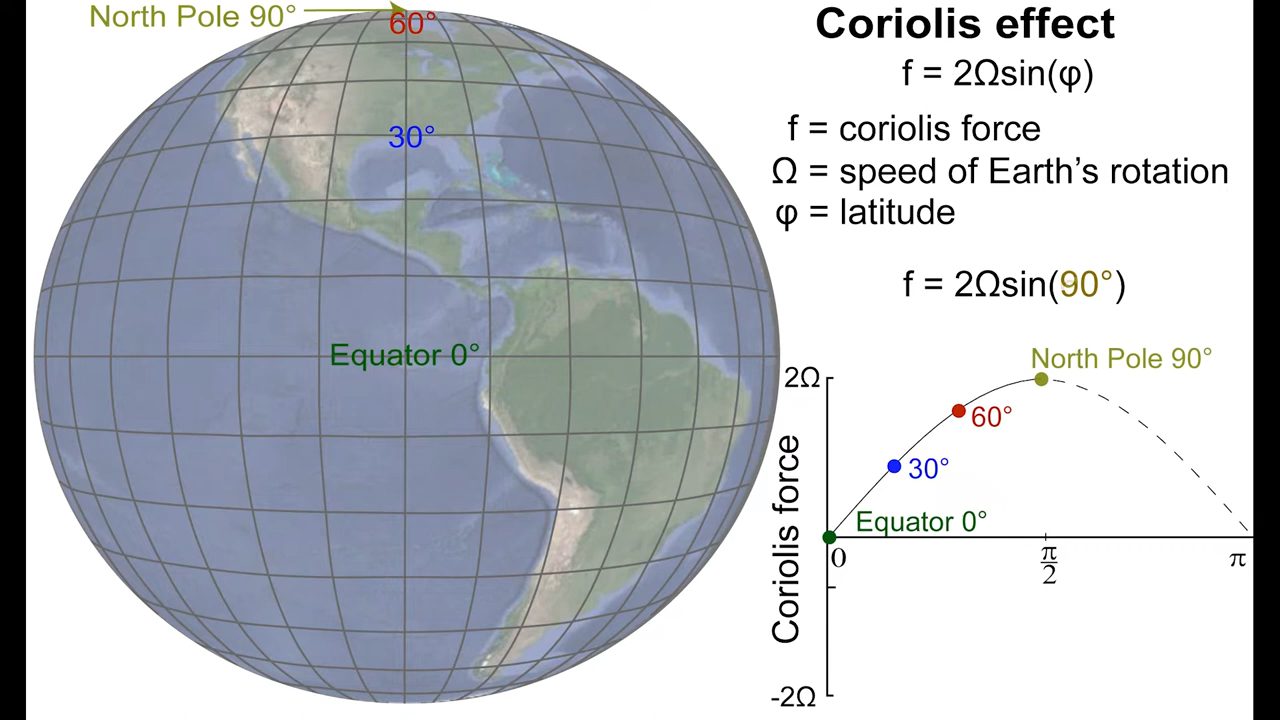 North Pole 90°
60°
30°
Equator 0°
Coriolis effect
f = 2Ωsin(φ)
f = coriolis force
Ω = speed of Earth’s rotation
φ = latitude
f = 2Ωsin(90°)
North Pole 90°
2Ω
60°
30°
Equator 0°
Coriolis force
0
π
2
π
-2Ω